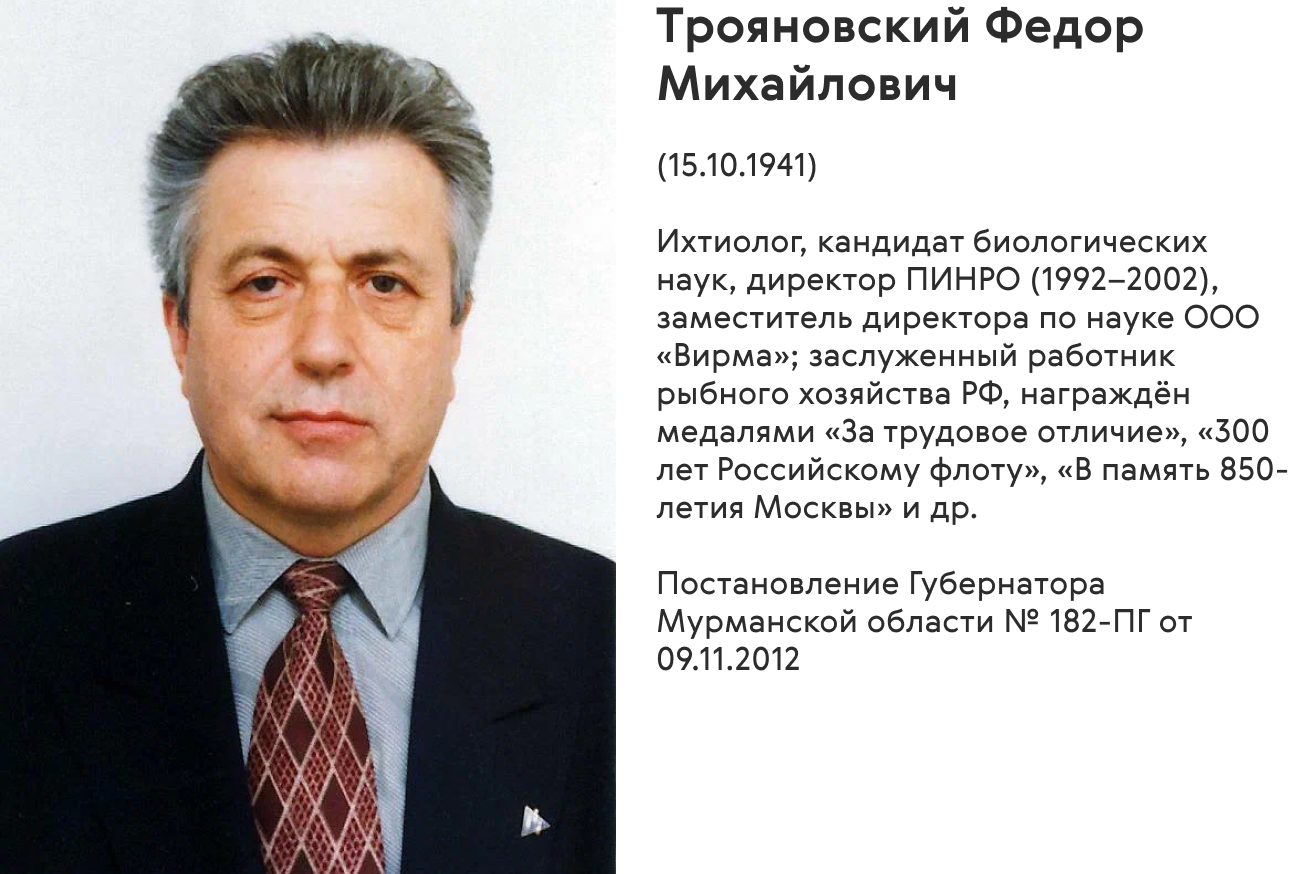 Трояновский Федор
Михайлович
(15.10.1941)
Ихтиолог, кандидат биологических
наук, директор ПИНРО (1992–2002),
заместитель директора по науке ООО
«Вирма»; заслуженный работник
рыбного хозяйства РФ, награждён
медалями «За трудовое отличие», «300
лет Российскому флоту», «В память 850-
летия Москвы» и др.
Постановление Губернатора
Мурманской области № 182-ПГ от
09.11.2012